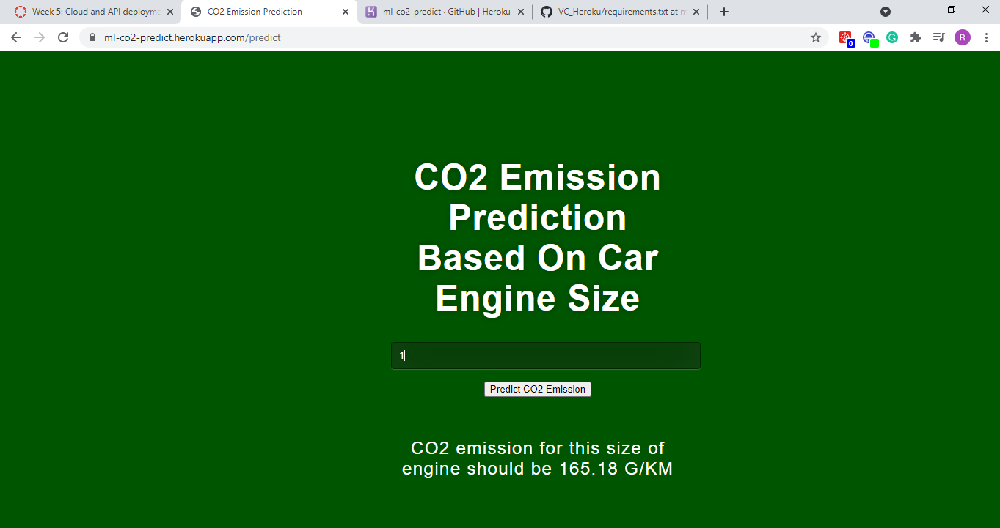 Week 5: Cloud and API deployme
CO2 Emission Prediction
ml-co2-predict · GitHub | Heroku
VC_Heroku/requirements.txt at m
ml-co2-predict.herokuapp.com/predict
0
R
CO2 Emission
Prediction
Based On Car
Engine Size
1
Predict CO2 Emission
CO2 emission for this size of
engine should be 165.18 G/KM